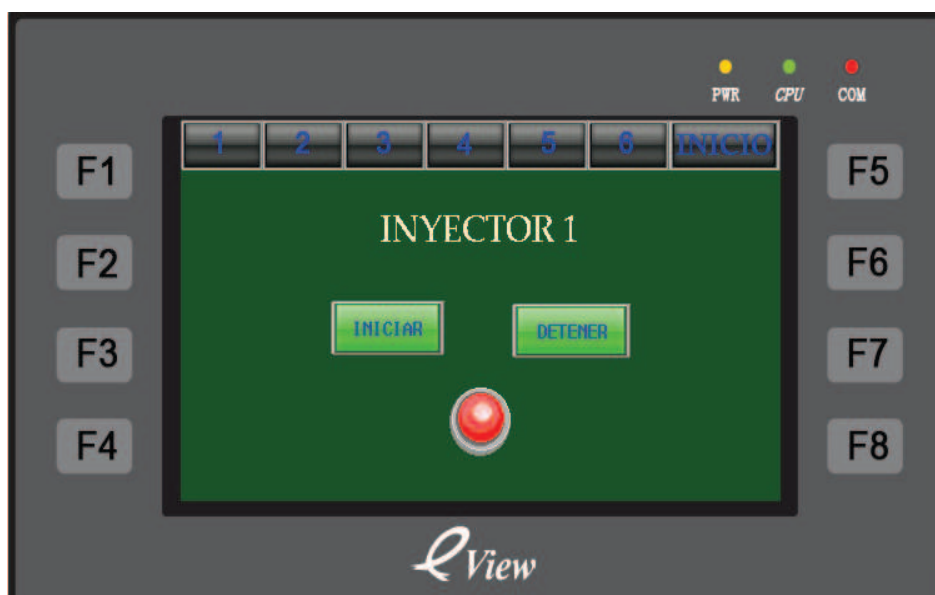 PWR CPU COM
1 2 3 4 5 6 INICIO
F1 F5
INYECTOR 1
F2 F6
INICIAR DETENER
F3 F7
F4 F8
eView